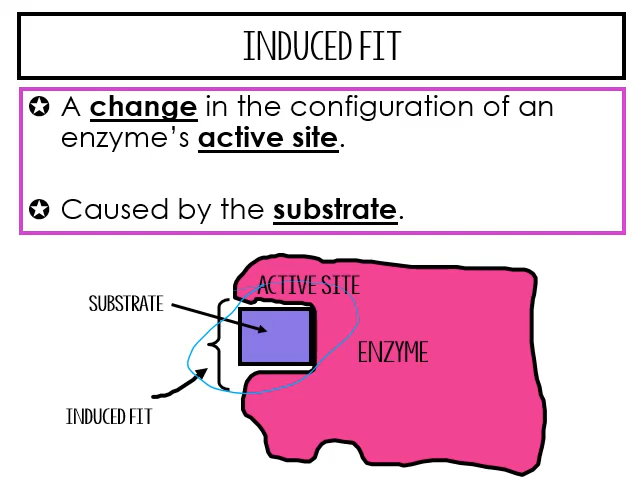 INDUCED FIT
✪ A change in the configuration of an
enzyme’s active site.
✪ Caused by the substrate.
ACTIVE SITE
SUBSTRATE
ENZYME
INDUCED FIT